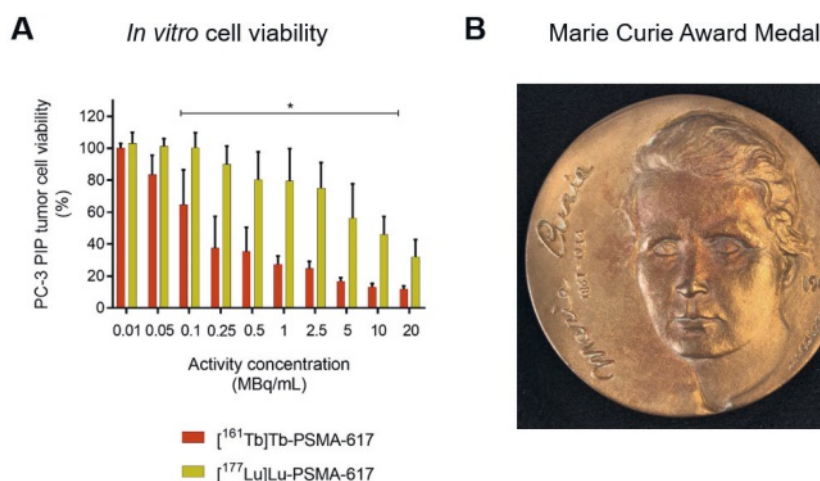 A
In vitro cell viability
*
PC-3 PIP tumor cell viability
(%)
120
100
80
60
40
20
0
0.01 0.05 0.1 0.25 0.5 1 2.5 5 10 20
Activity concentration
(MBq/mL)
[¹⁶¹Tb]Tb-PSMA-617
[¹⁷⁷Lu]Lu-PSMA-617
B
Marie Curie Award Medal
Marie Curie